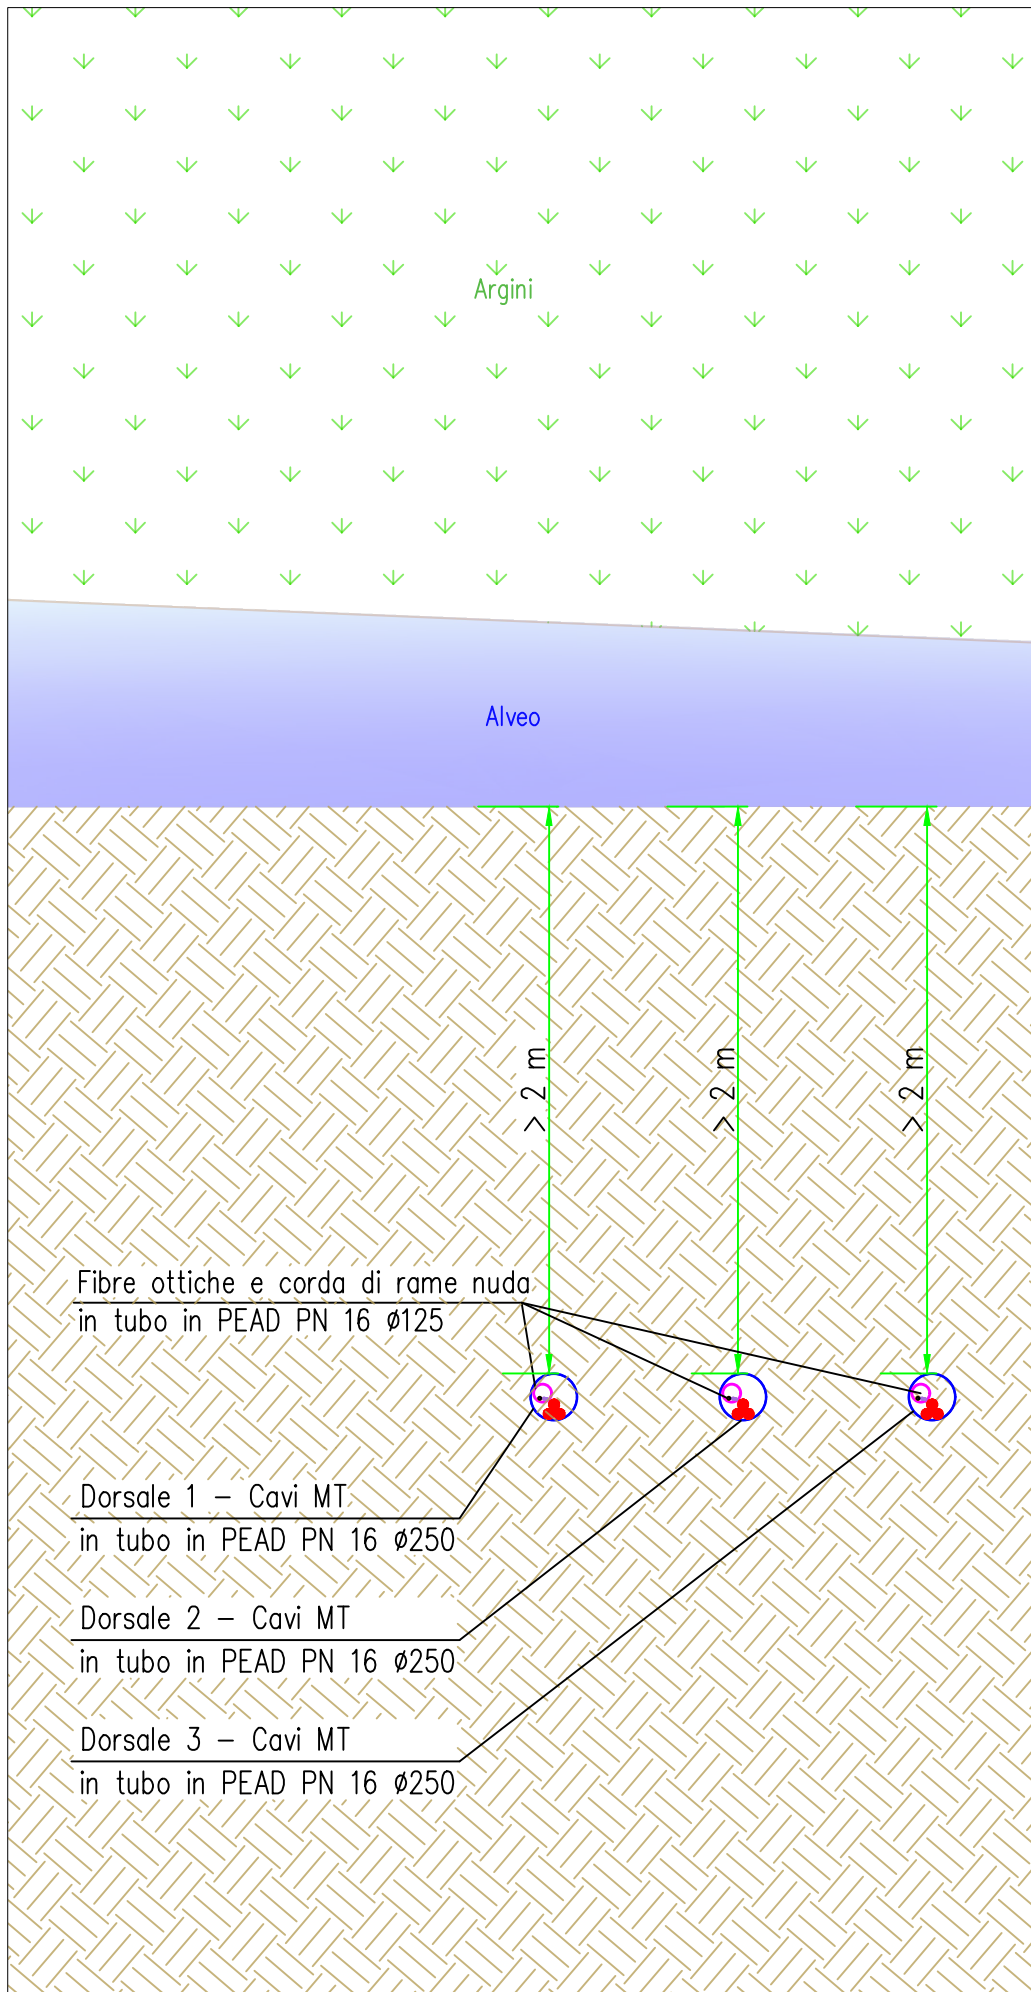 Argini
Alveo
> 2 m
> 2 m
> 2 m
Fibre ottiche e corda di rame nuda
in tubo in PEAD PN 16 ø125
Dorsale 1 – Cavi MT
in tubo in PEAD PN 16 ø250
Dorsale 2 – Cavi MT
in tubo in PEAD PN 16 ø250
Dorsale 3 – Cavi MT
in tubo in PEAD PN 16 ø250